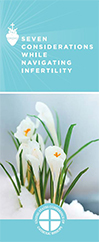 SEVEN
CONSIDERATIONS
WHILE
NAVIGATING
INFERTILITY